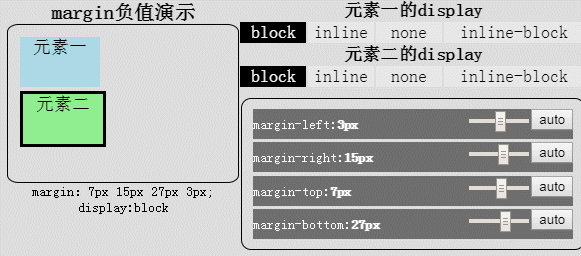 margin负值演示
元素一
元素二
margin: 7px 15px 27px 3px;
display:block
元素一的display
block inline none inline-block
元素二的display
block inline none inline-block
margin-left:3px auto
margin-right:15px auto
margin-top:7px auto
margin-bottom:27px auto